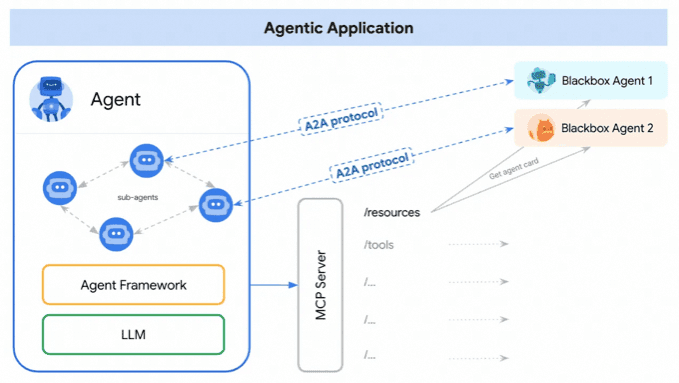 Agentic Application
Agent
Blackbox Agent 1
Blackbox Agent 2
A2A protocol
A2A protocol
Get agent card
sub-agents
/resources
/tools
/...
/...
/...
MCP Server
Agent Framework
LLM